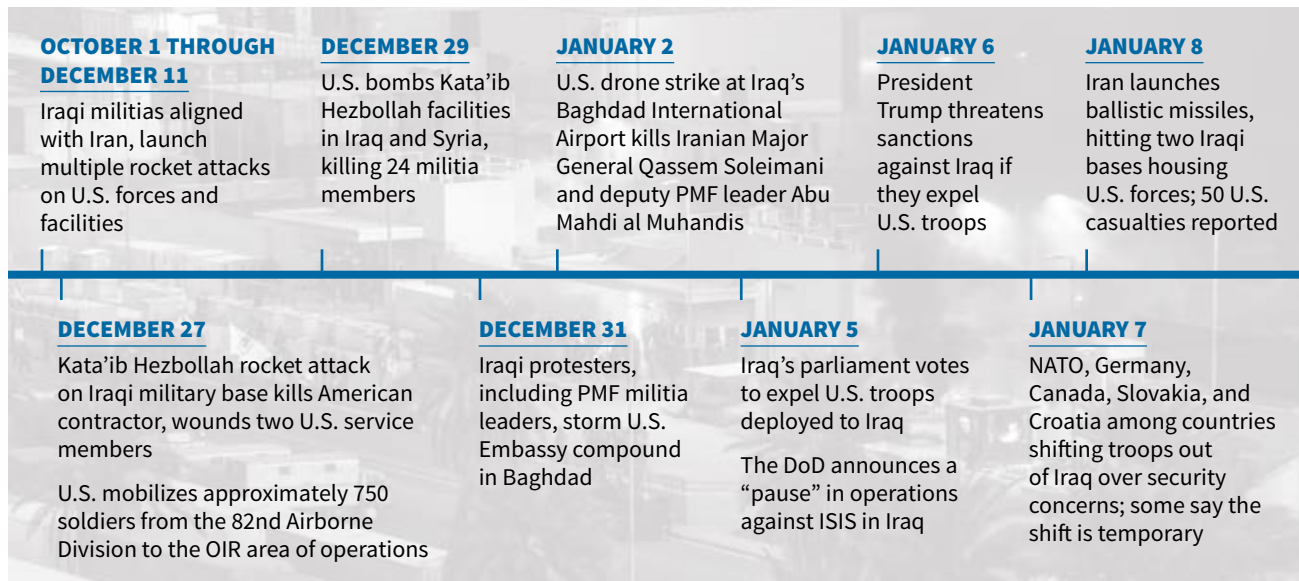 OCTOBER 1 THROUGH
DECEMBER 11
Iraqi militias aligned
with Iran, launch
multiple rocket attacks
on U.S. forces and
facilities
DECEMBER 27
Kata’ib Hezbollah rocket attack
on Iraqi military base kills American
contractor, wounds two U.S. service
members
U.S. mobilizes approximately 750
soldiers from the 82nd Airborne
Division to the OIR area of operations
DECEMBER 29
U.S. bombs Kata’ib
Hezbollah facilities
in Iraq and Syria,
killing 24 militia
members
DECEMBER 31
Iraqi protesters,
including PMF militia
leaders, storm U.S.
Embassy compound
in Baghdad
JANUARY 2
U.S. drone strike at Iraq’s
Baghdad International
Airport kills Iranian Major
General Qassem Soleimani
and deputy PMF leader Abu
Mahdi al Muhandis
JANUARY 5
Iraq’s parliament votes
to expel U.S. troops
deployed to Iraq
The DoD announces a
“pause” in operations
against ISIS in Iraq
JANUARY 6
President
Trump threatens
sanctions
against Iraq if
they expel
U.S. troops
JANUARY 7
NATO, Germany,
Canada, Slovakia, and
Croatia among countries
shifting troops out
of Iraq over security
concerns; some say the
shift is temporary
JANUARY 8
Iran launches
ballistic missiles,
hitting two Iraqi
bases housing
U.S. forces; 50 U.S.
casualties reported